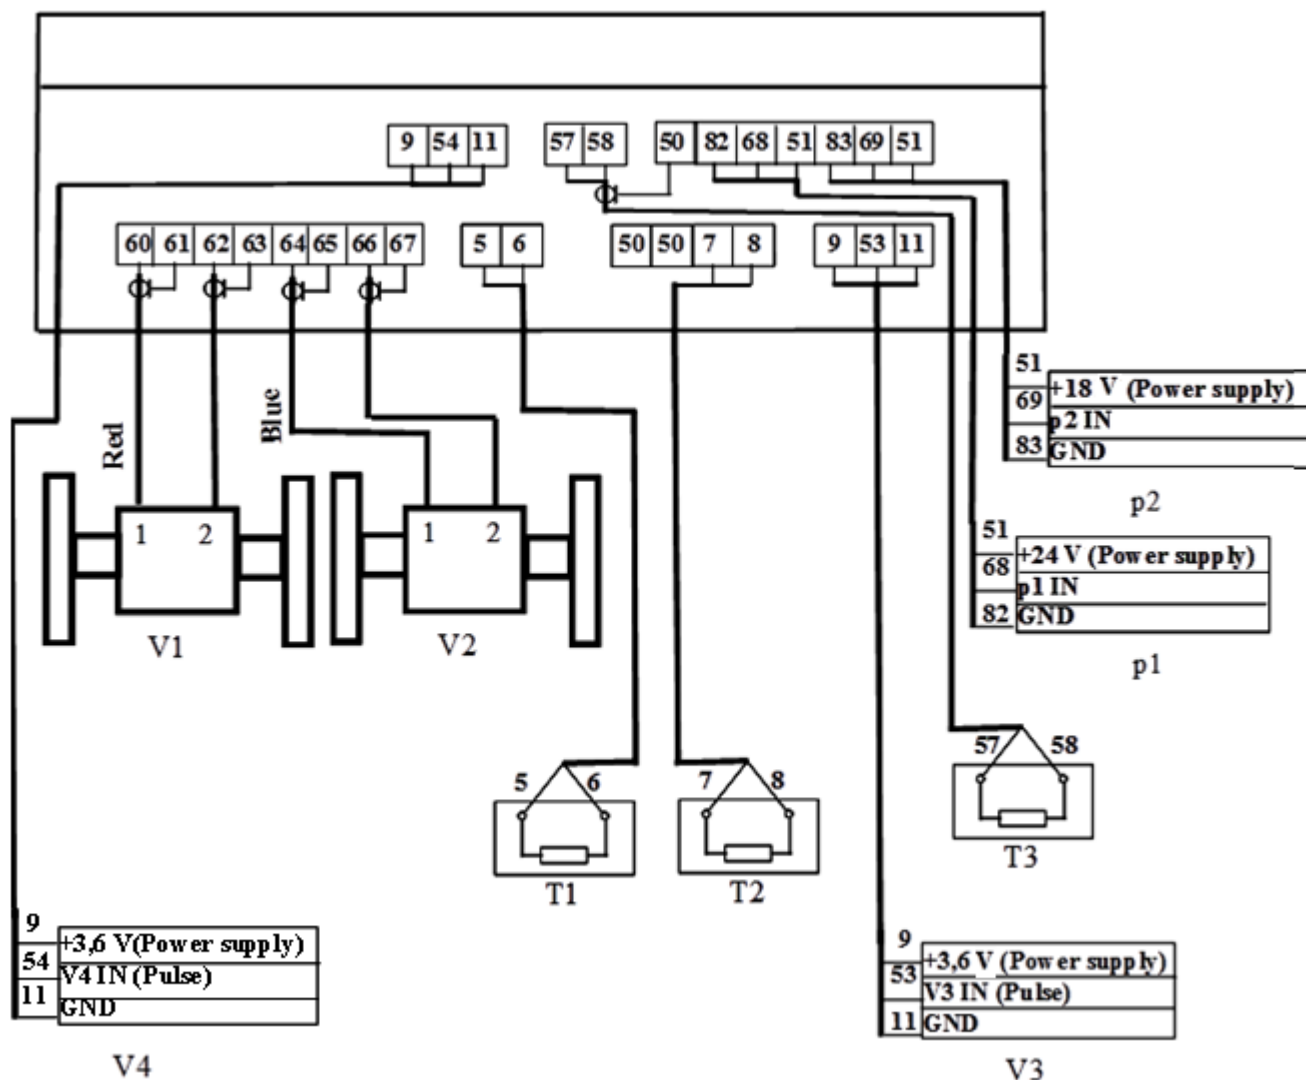 9 54 11
57 58
50 82 68 51 83 69 51
60 61 62 63 64 65 66 67
5 6
50 50 7 8
9 53 11
Red
Blue
51
+18 V (Power supply)
69
p2 IN
83 GND
p2
1 2
V1
1 2
V2
51
+24 V (Power supply)
68
p1 IN
82 GND
p1
57 58
T3
5 6
T1
7 8
T2
9
+3,6 V(Power supply)
54
V4 IN (Pulse)
11
GND
V4
9
+3,6 V (Power supply)
53
V3 IN (Pulse)
11 GND
V3